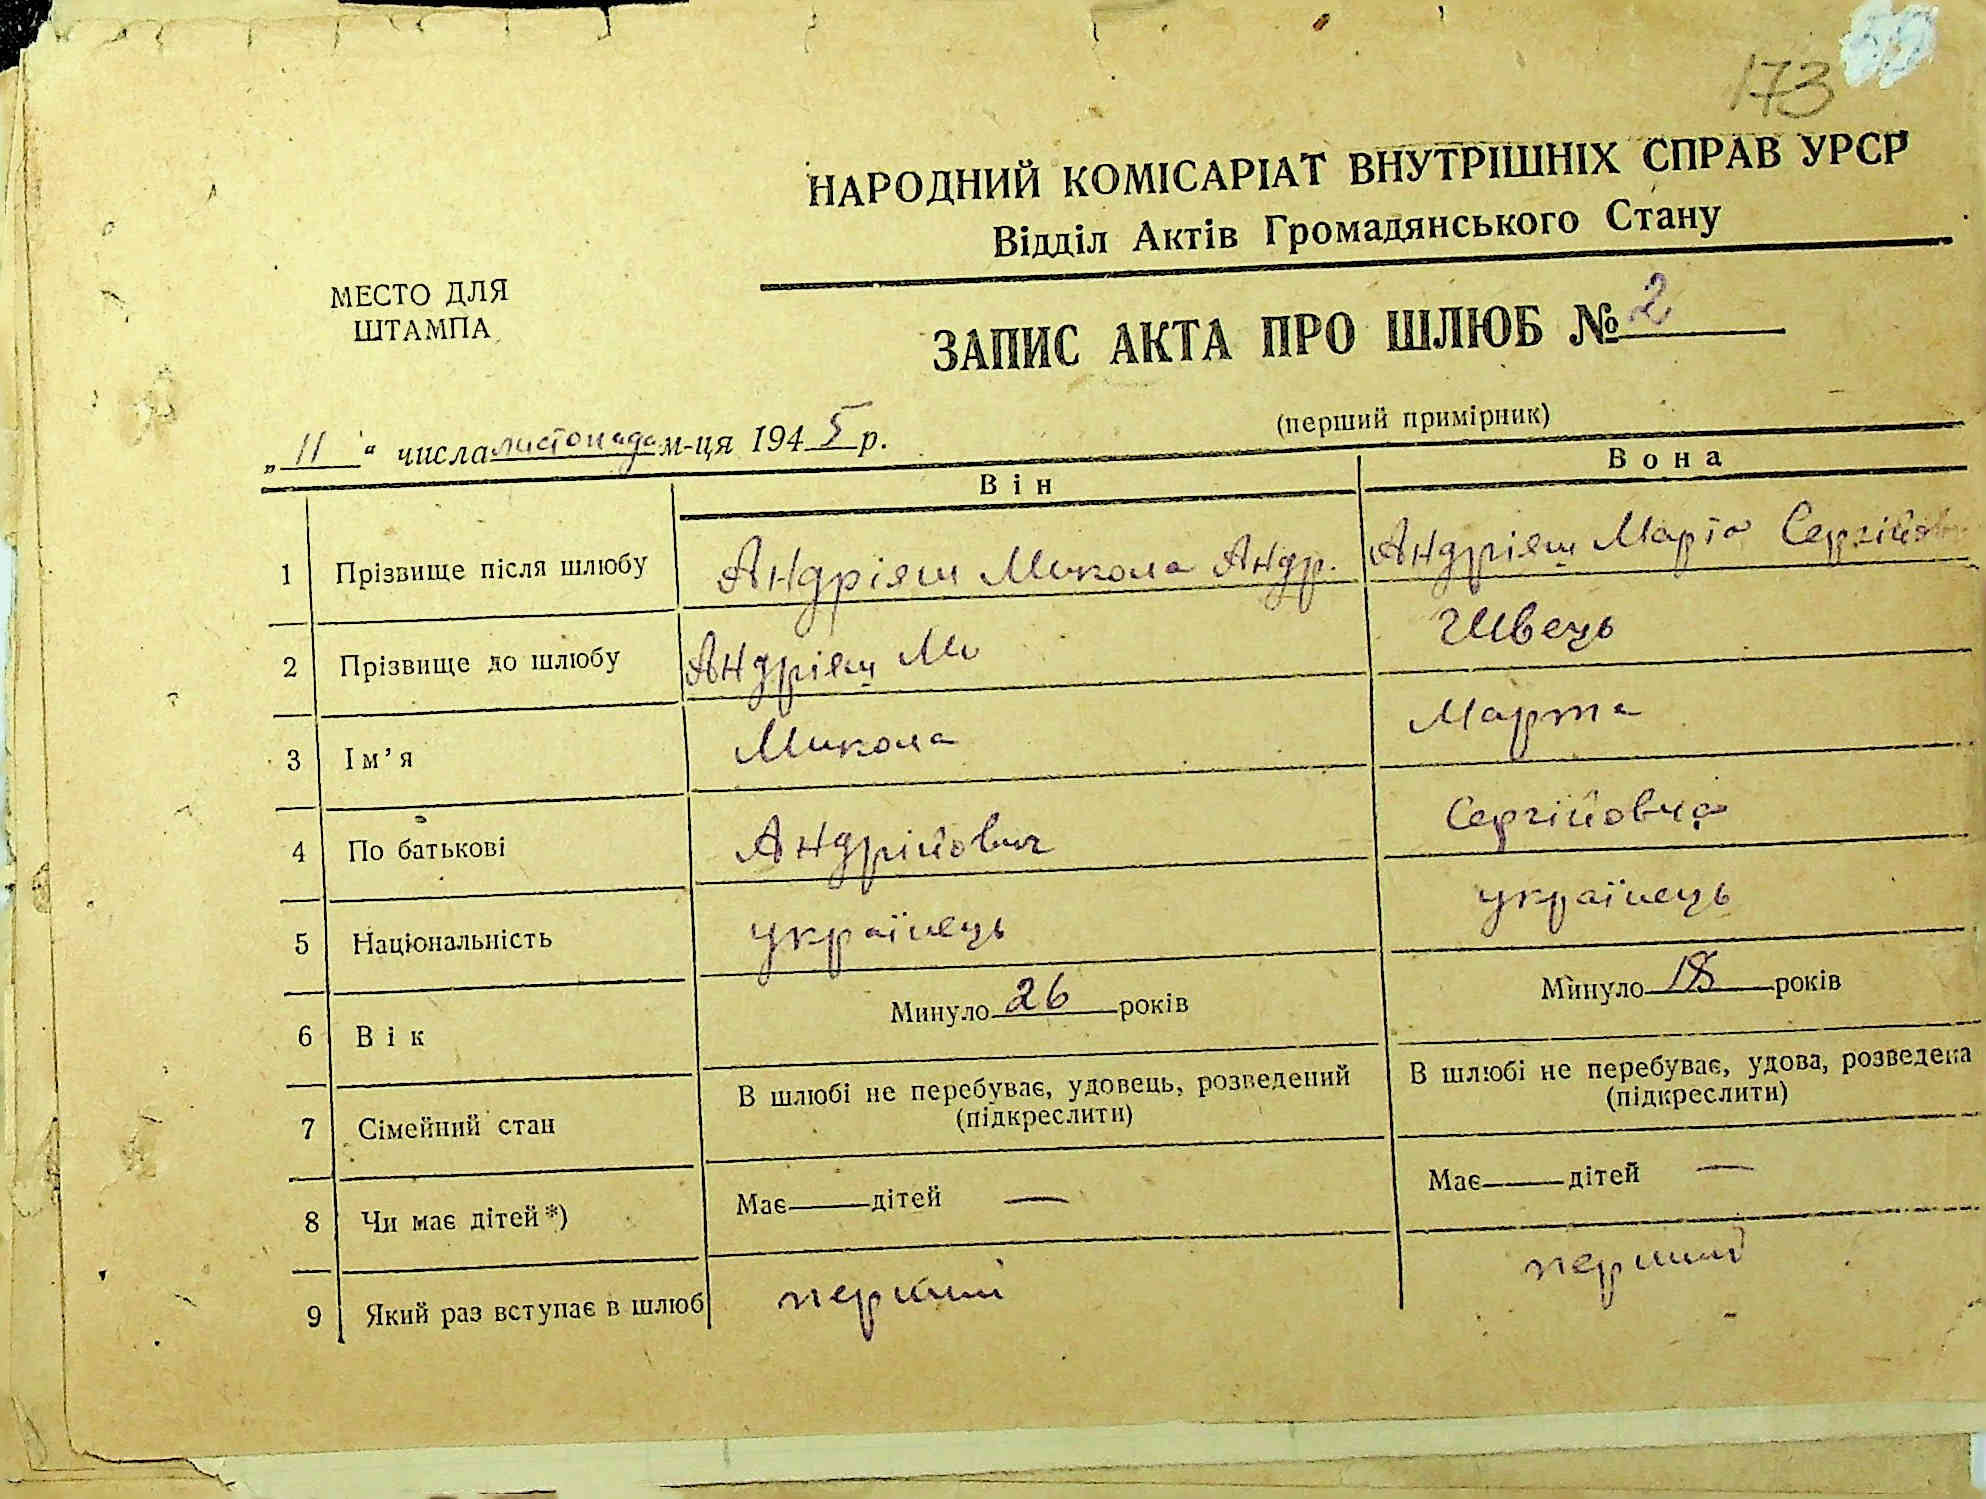 173
НАРОДНИЙ КОМІСАРІАТ ВНУТРІШНІХ СПРАВ УРСР
Відділ Актів Громадянського Стану
МЕСТО ДЛЯ
ШТАМПА
ЗАПИС АКТА ПРО ШЛЮБ № 2
(перший примірник)
„ 11 “ числа листопада м-ця 1945 р.
Він Вона
1 Прізвище після шлюбу Андріяш Микола Андр. Андріяш Марта
2 Прізвище до шлюбу Андріяш Ми Швець
3 Ім’я Микола Марта
4 По батькові Андрійович Сергійовна
5 Національність українець українець
6 Вік Минуло 26 років Минуло 18 років
7 Сімейний стан В шлюбі не перебуває, удовець, розведений (підкреслити) В шлюбі не перебуває, удова, розведена (підкреслити)
8 Чи має дітей*) Має——дітей — Має——дітей —
9 Який раз вступає в шлюб перший перший